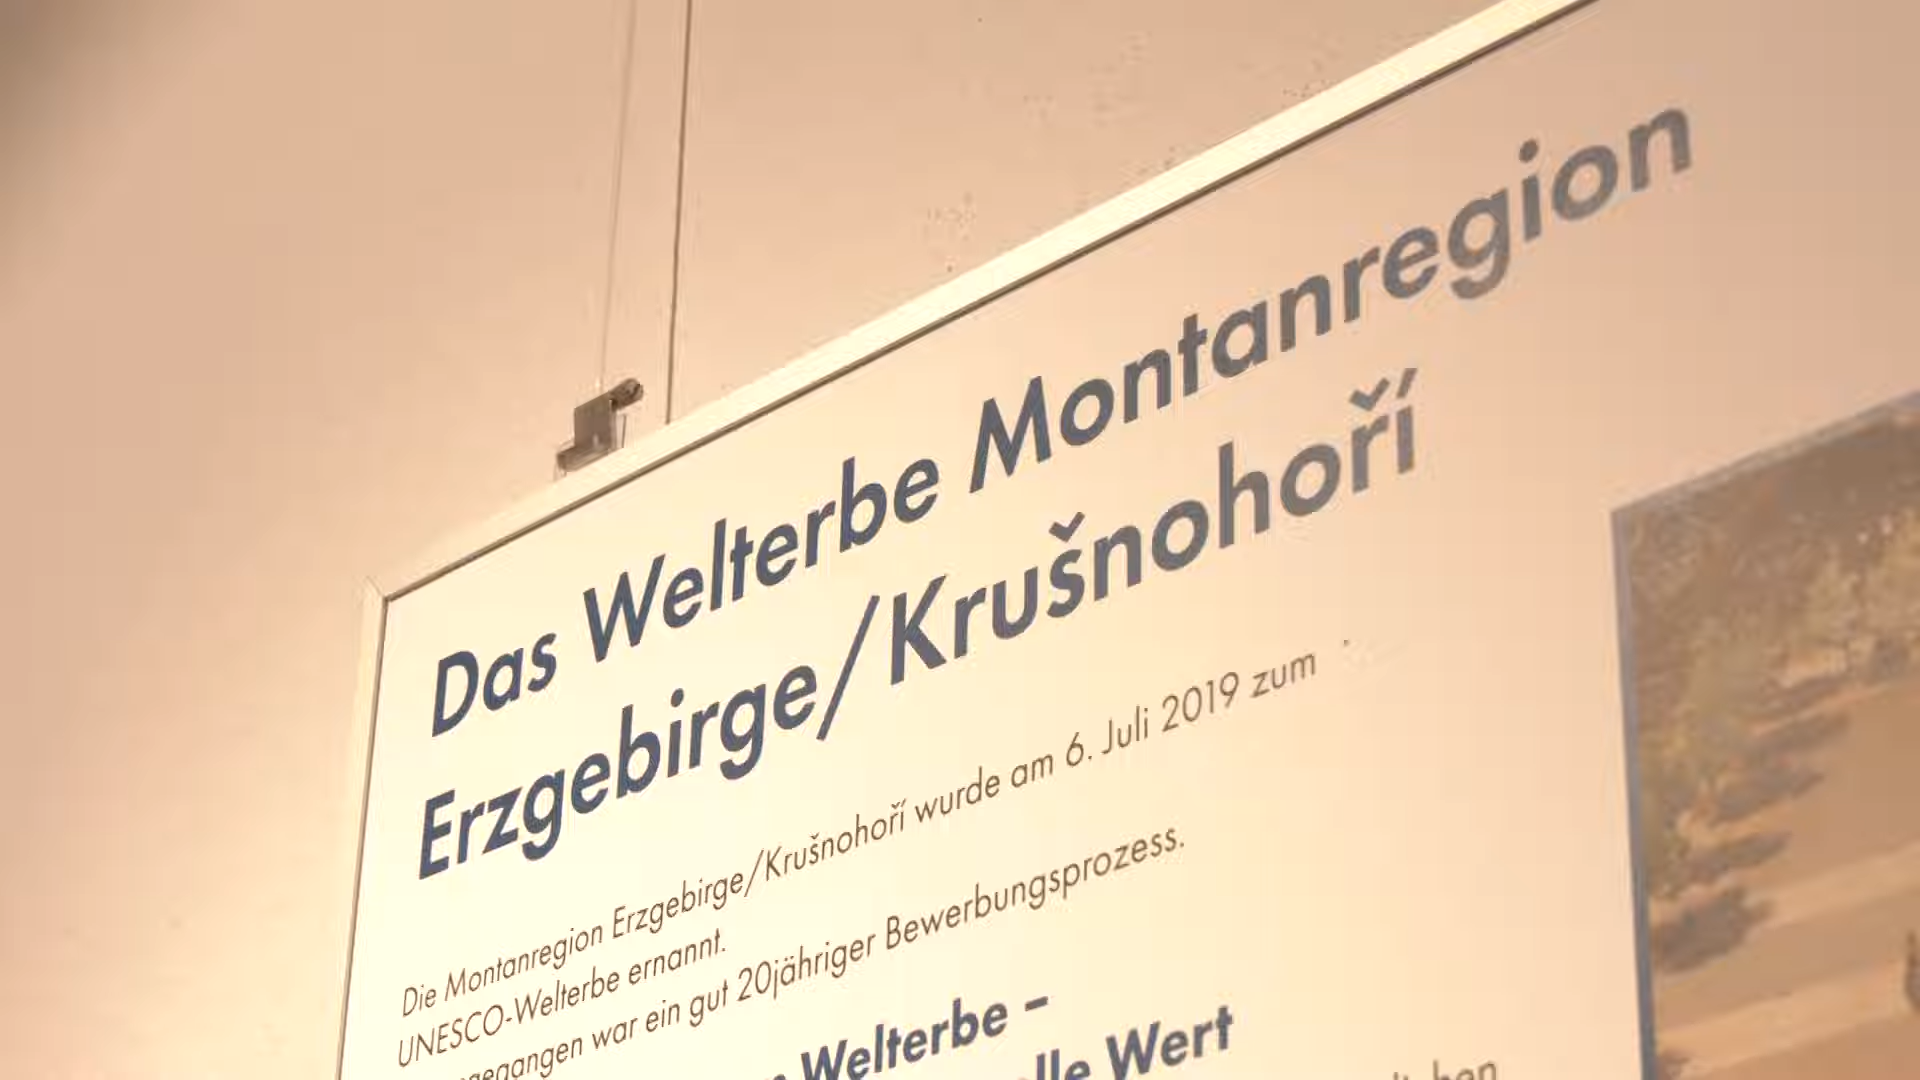 Das Welterbe Montanregion
Erzgebirge/Krušnohoří
Die Montanregion Erzgebirge/Krušnohoří wurde am 6. Juli 2019 zum
UNESCO-Welterbe ernannt.
war ein gut 20jähriger Bewerbungsprozess.
Welterbe –
Wert